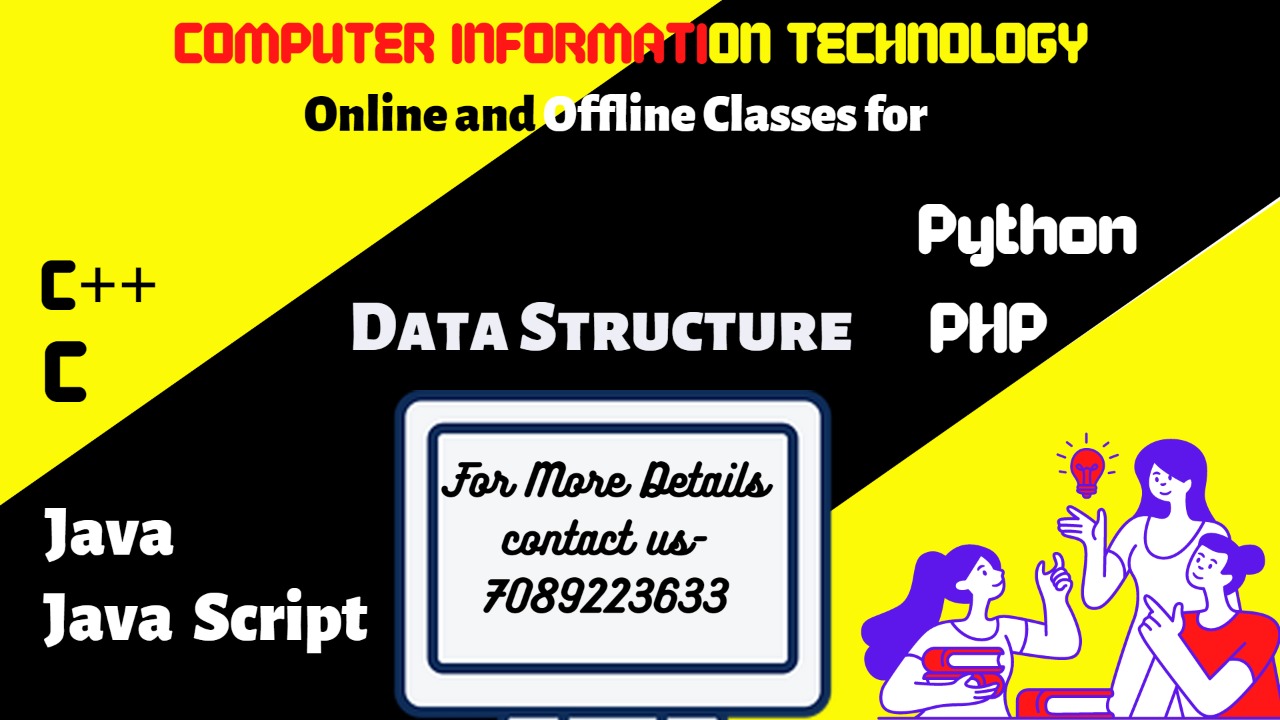 COMPUTER INFORMATION TECHNOLOGY
Online and Offline Classes for
Python
C++
Data Structure
PHP
C
For More Details
contact us-
7089223633
Java
Java Script